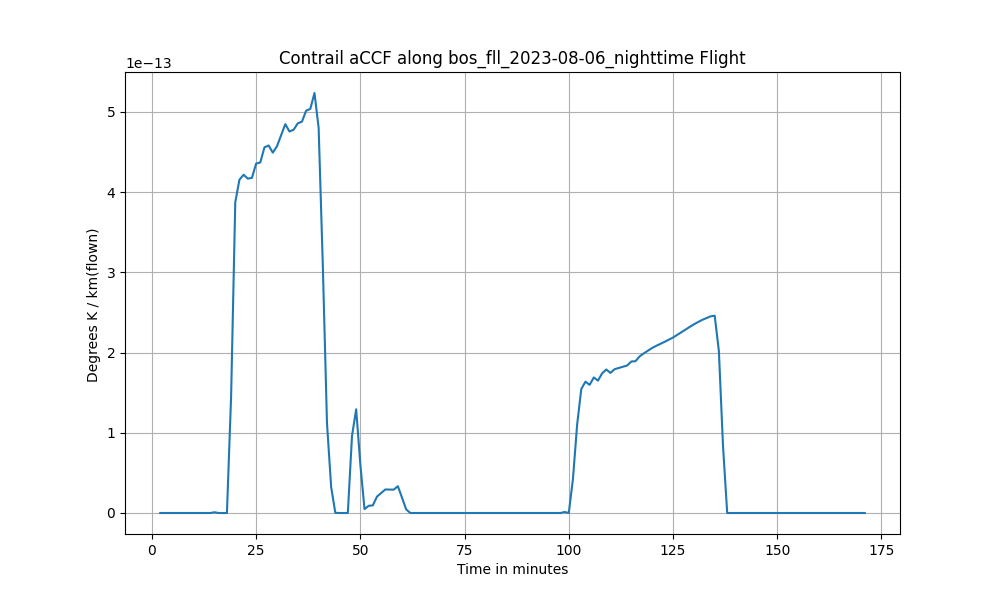 Contrail aCCF along bos_fll_2023-08-06_nighttime Flight
1e−13
5
4
3
2
1
0
Degrees K / km(flown)
0 25 50 75 100 125 150 175
Time in minutes